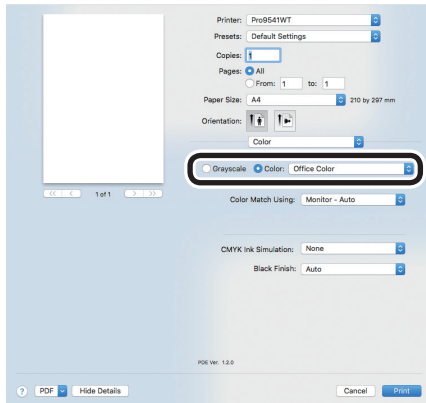 Printer: Pro9541WT
Presets: Default Settings
Copies: 1
Pages: All
From: 1 to: 1
Paper Size: A4 210 by 297 mm
Orientation:
Color
Grayscale Color: Office Color
1 of 1
Color Match Using: Monitor - Auto
CMYK Ink Simulation: None
Black Finish: Auto
PDE Ver. 1.2.0
? PDF Hide Details Cancel Print